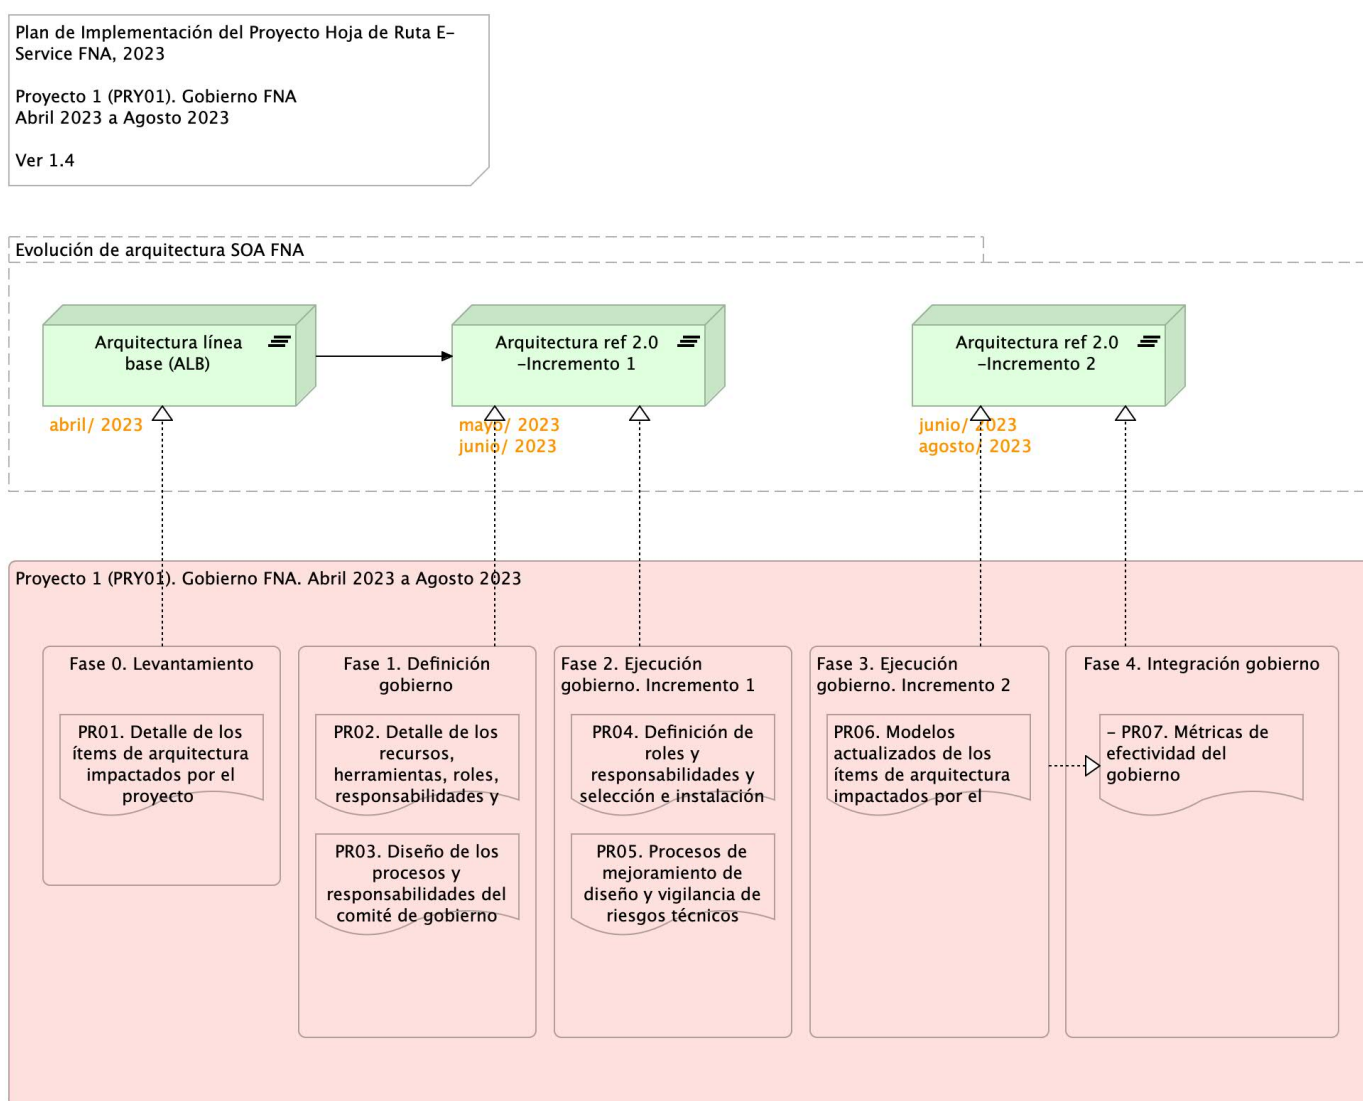 Plan de Implementación del Proyecto Hoja de Ruta E-
Service FNA, 2023
Proyecto 1 (PRY01). Gobierno FNA
Abril 2023 a Agosto 2023
Ver 1.4
Evolución de arquitectura SOA FNA
Arquitectura línea
base (ALB)
Arquitectura ref 2.0
-Incremento 1
Arquitectura ref 2.0
-Incremento 2
abril/ 2023
mayo/ 2023
junio/ 2023
junio/ 2023
agosto/ 2023
Proyecto 1 (PRY01). Gobierno FNA. Abril 2023 a Agosto 2023
Fase 0. Levantamiento
PR01. Detalle de los
ítems de arquitectura
impactados por el
proyecto
Fase 1. Definición
gobierno
PR02. Detalle de los
recursos,
herramientas, roles,
responsabilidades y
PR03. Diseño de los
procesos y
responsabilidades del
comité de gobierno
Fase 2. Ejecución
gobierno. Incremento 1
PR04. Definición de
roles y
responsabilidades y
selección e instalación
PR05. Procesos de
mejoramiento de
diseño y vigilancia de
riesgos técnicos
Fase 3. Ejecución
gobierno. Incremento 2
PR06. Modelos
actualizados de los
ítems de arquitectura
impactados por el
Fase 4. Integración gobierno
- PR07. Métricas de
efectividad del
gobierno